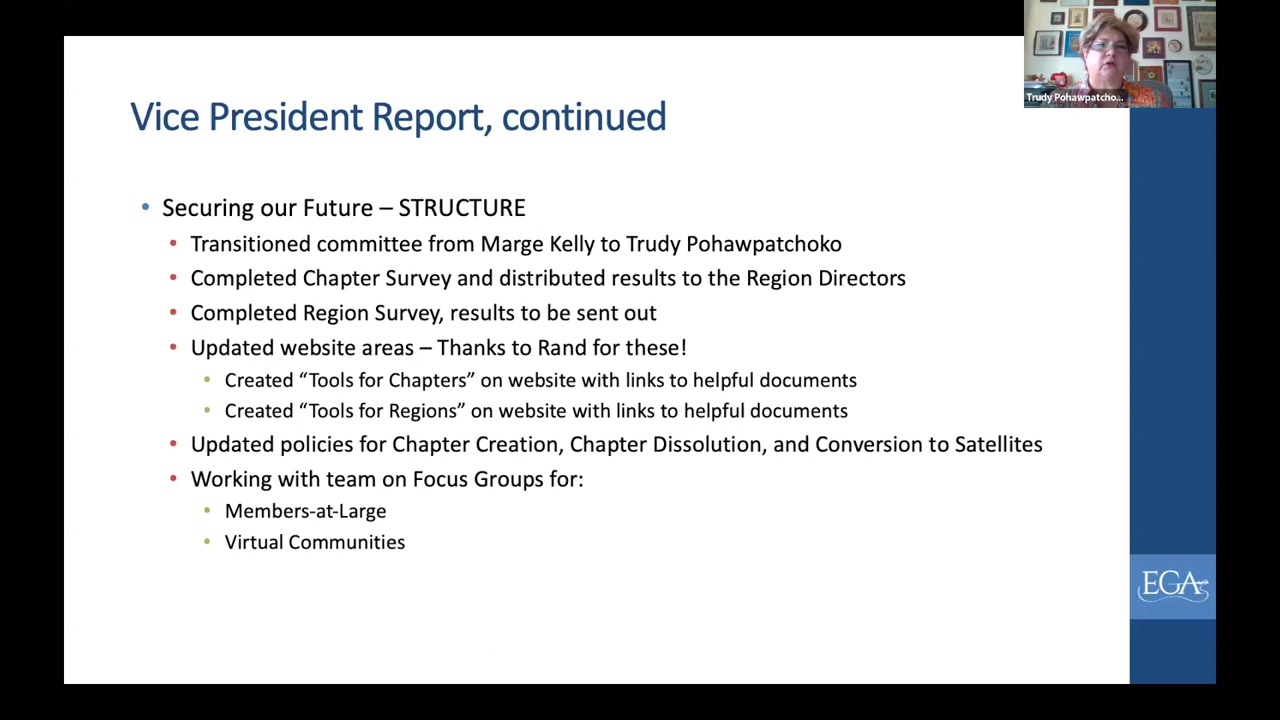 Trudy Pohawpatcho...
Vice President Report, continued
• Securing our Future – STRUCTURE
• Transitioned committee from Marge Kelly to Trudy Pohawpatchoko
• Completed Chapter Survey and distributed results to the Region Directors
• Completed Region Survey, results to be sent out
• Updated website areas – Thanks to Rand for these!
• Created “Tools for Chapters” on website with links to helpful documents
• Created “Tools for Regions” on website with links to helpful documents
• Updated policies for Chapter Creation, Chapter Dissolution, and Conversion to Satellites
• Working with team on Focus Groups for:
• Members-at-Large
• Virtual Communities
EGA